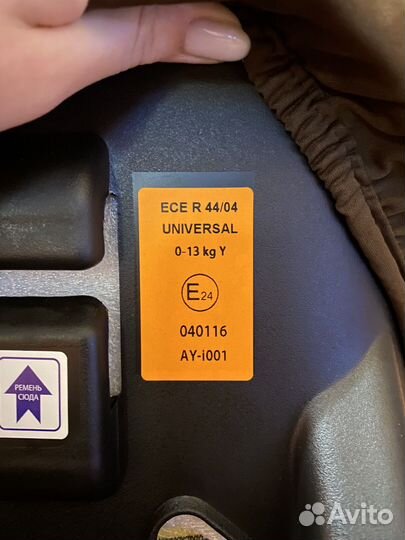 ECE R 44/04
UNIVERSAL
0-13 kg Y
E24
040116
AY-i001
РЕМЕНЬ
СЮДА
Avito